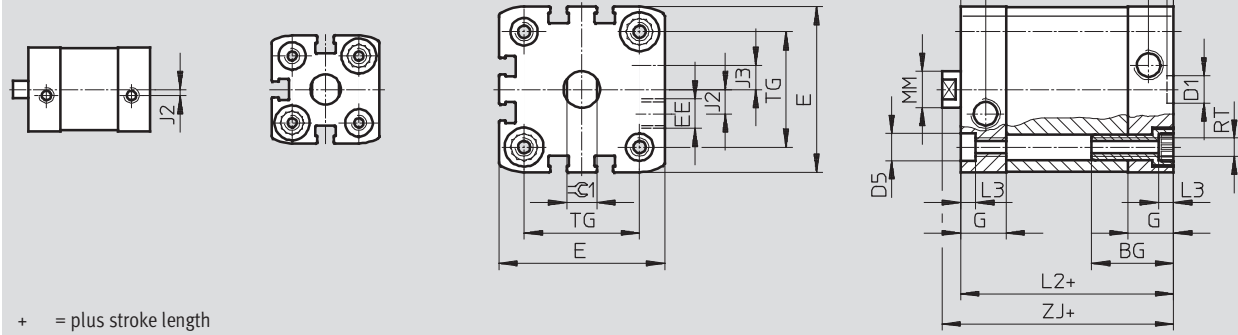 J2
J3
TG
E
EE
J2
=C1
TG
E
MM
D1
RT
D5
L3
L3
G
G
BG
L2+
ZJ+
+ = plus stroke length